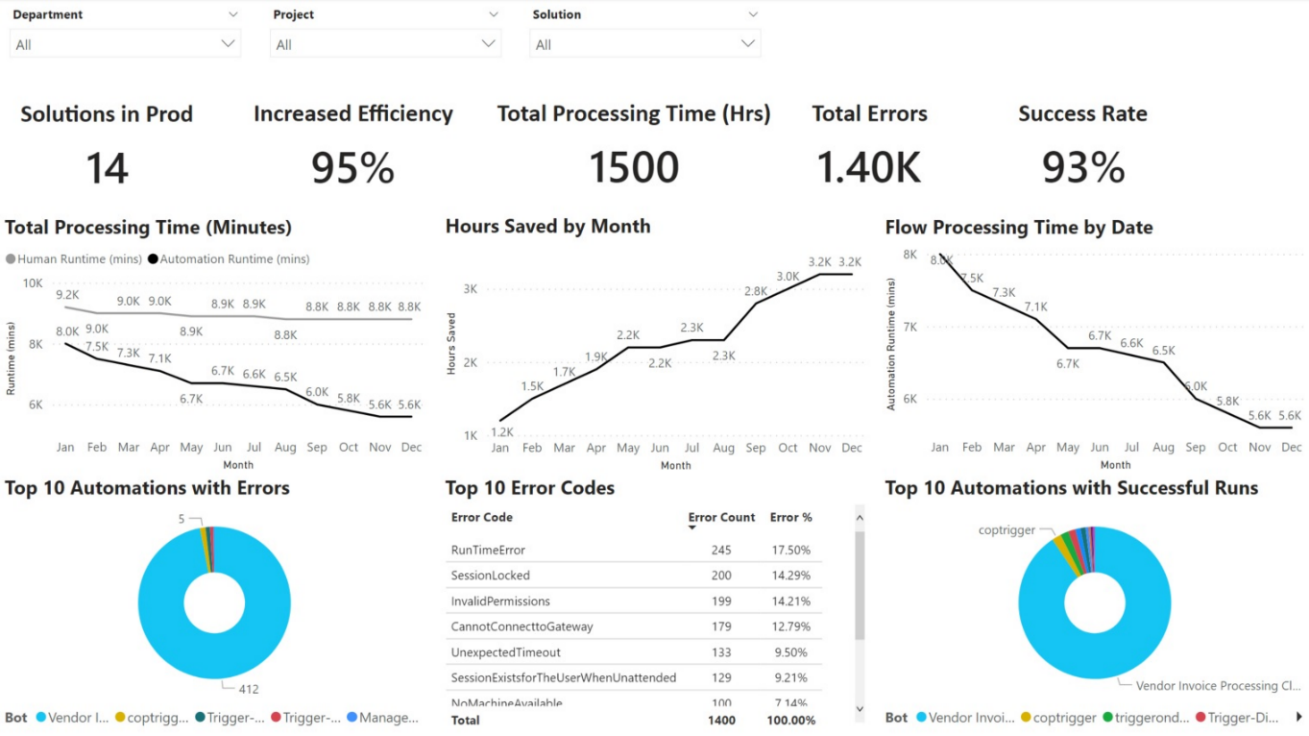 Department Project Solution
All All All
Solutions in Prod Increased Efficiency Total Processing Time (Hrs) Total Errors Success Rate
14 95% 1500 1.40K 93%
Total Processing Time (Minutes)
Human Runtime (mins) Automation Runtime (mins)
Runtime (mins)
10K
8K
6K
9.2K 9.0K 9.0K 9.0K 8.9K 8.9K 8.9K 8.8K 8.8K 8.8K 8.8K 8.8K
8.0K 7.5K 7.3K 7.1K 6.7K 6.7K 6.6K 6.5K 6.0K 5.8K 5.6K 5.6K
Jan Feb Mar Apr May Jun Jul Aug Sep Oct Nov Dec
Month
Hours Saved by Month
Hours Saved
3K
2K
1K
1.2K 1.5K 1.7K 1.9K 2.2K 2.2K 2.3K 2.3K 2.8K 3.0K 3.2K 3.2K
Jan Feb Mar Apr May Jun Jul Aug Sep Oct Nov Dec
Month
Flow Processing Time by Date
Automation Runtime (mins)
8K
7K
6K
8.0K 7.5K 7.3K 7.1K 6.7K 6.7K 6.6K 6.5K 6.0K 5.8K 5.6K 5.6K
Jan Feb Mar Apr May Jun Jul Aug Sep Oct Nov Dec
Month
Top 10 Automations with Errors
5
412
Bot Vendor I... coptrigg... Trigger-... Trigger-... Manage...
Top 10 Error Codes
Error Code Error Count Error %
RunTimeError 245 17.50%
SessionLocked 200 14.29%
InvalidPermissions 199 14.21%
CannotConnecttoGateway 179 12.79%
UnexpectedTimeout 133 9.50%
SessionExistsforTheUserWhenUnattended 129 9.21%
NoMachineAvailable 100 7.14%
Total 1400 100.00%
Top 10 Automations with Successful Runs
coptrigger
Vendor Invoice Processing Cl...
Bot Vendor Invoi... coptrigger triggerond... Trigger-Di...